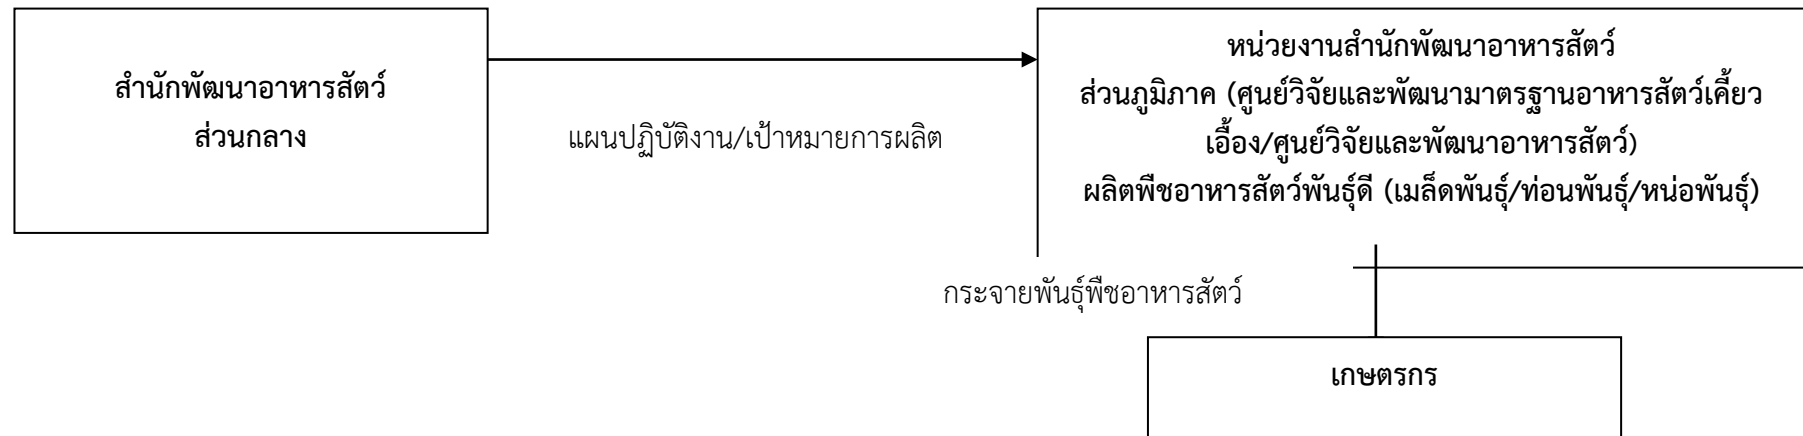 สำนักพัฒนาอาหารสัตว์
ส่วนกลาง
แผนปฏิบัติงาน/เป้าหมายการผลิต
หน่วยงานสำนักพัฒนาอาหารสัตว์
ส่วนภูมิภาค (ศูนย์วิจัยและพัฒนามาตรฐานอาหารสัตว์เคี้ยว
เอื้อง/ศูนย์วิจัยและพัฒนาอาหารสัตว์)
ผลิตพืชอาหารสัตว์พันธุ์ดี (เมล็ดพันธุ์/ท่อนพันธุ์/หน่อพันธุ์)
กระจายพันธุ์พืชอาหารสัตว์
เกษตรกร